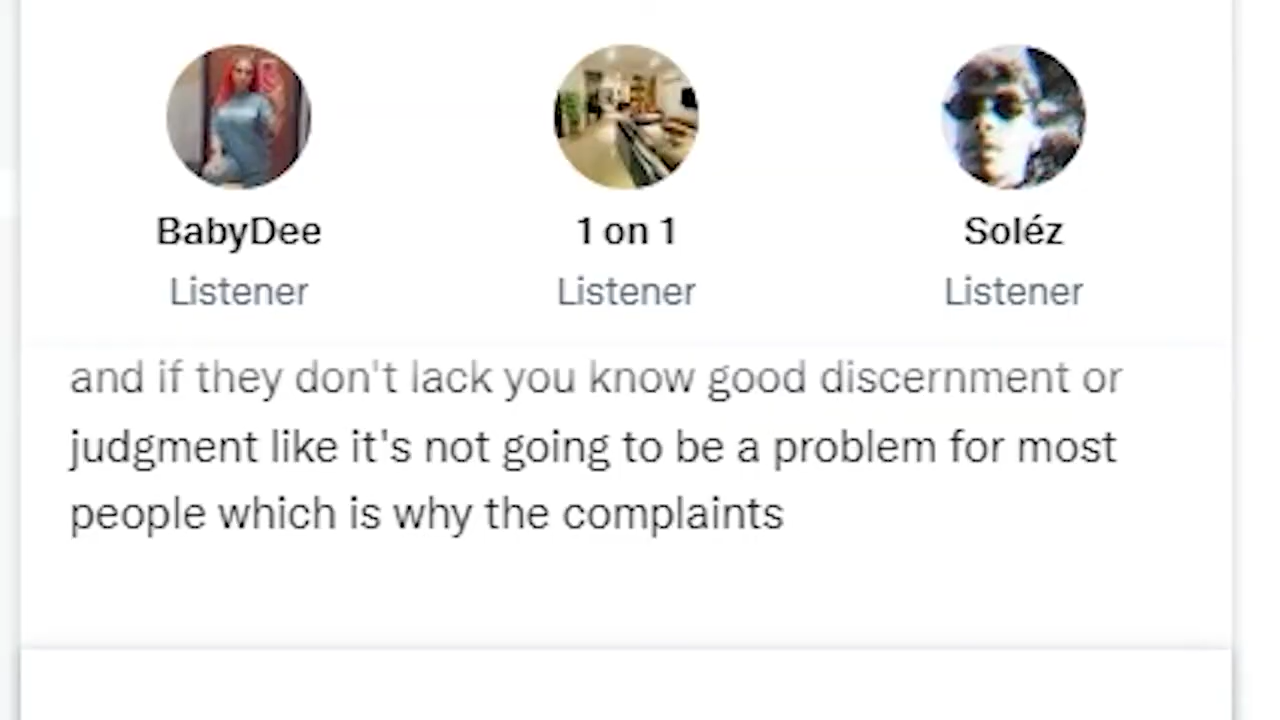 BabyDee 1 on 1 Soléz
Listener Listener Listener
and if they don't lack you know good discernment or
judgment like it's not going to be a problem for most
people which is why the complaints